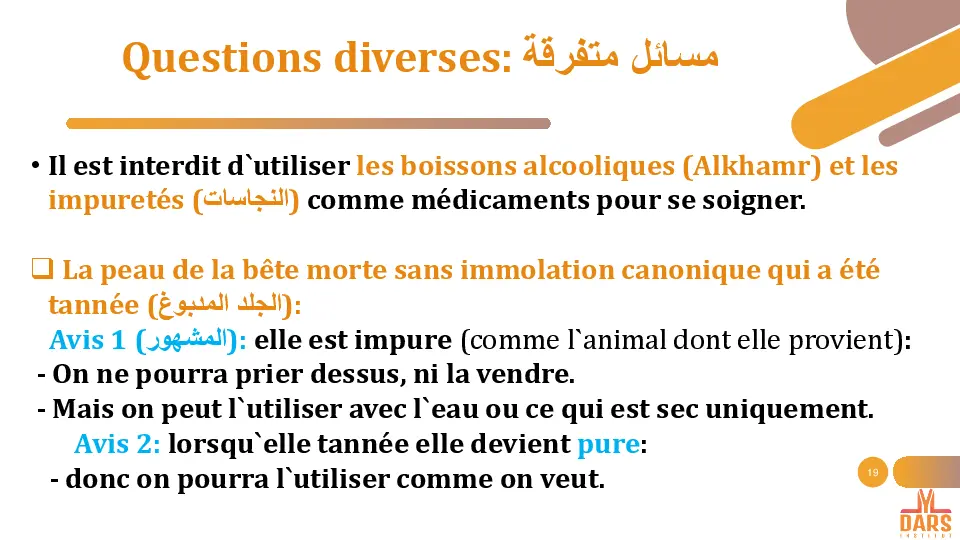 Questions diverses: مسائل متفرقة
• Il est interdit d`utiliser les boissons alcooliques (Alkhamr) et les
impuretés (النجاسات) comme médicaments pour se soigner.
❑ La peau de la bête morte sans immolation canonique qui a été
tannée (الجلد المدبوغ):
Avis 1 (المشهور): elle est impure (comme l`animal dont elle provient):
- On ne pourra prier dessus, ni la vendre.
- Mais on peut l`utiliser avec l`eau ou ce qui est sec uniquement.
Avis 2: lorsqu`elle tannée elle devient pure:
- donc on pourra l`utiliser comme on veut.
19
DARS
INSTITUT